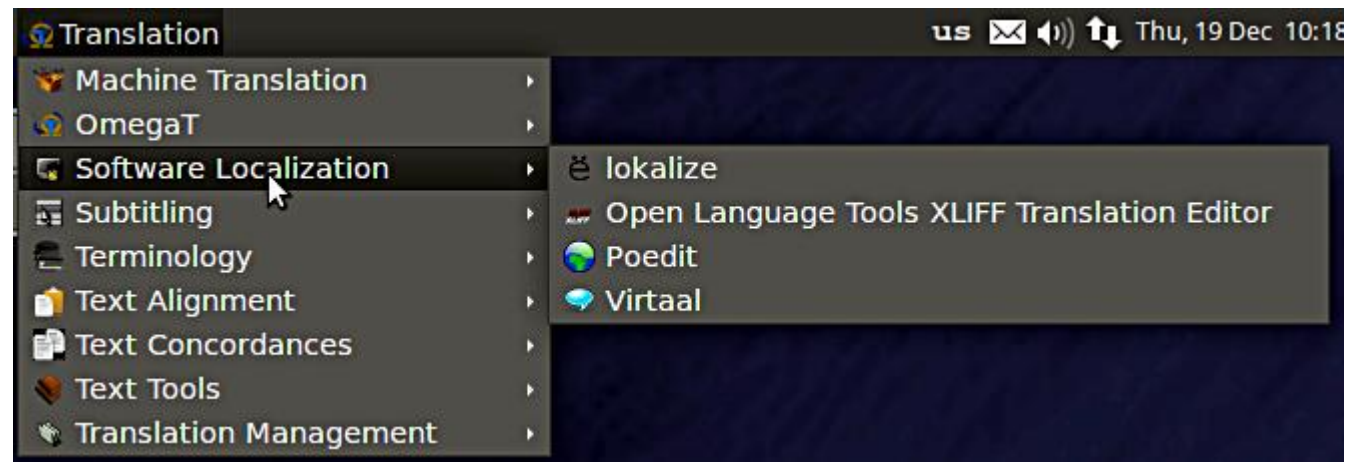 Translation
us Thu, 19 Dec 10:18
Machine Translation
OmegaT
Software Localization
Subtitling
Terminology
Text Alignment
Text Concordances
Text Tools
Translation Management
lokalize
Open Language Tools XLIFF Translation Editor
Poedit
Virtaal